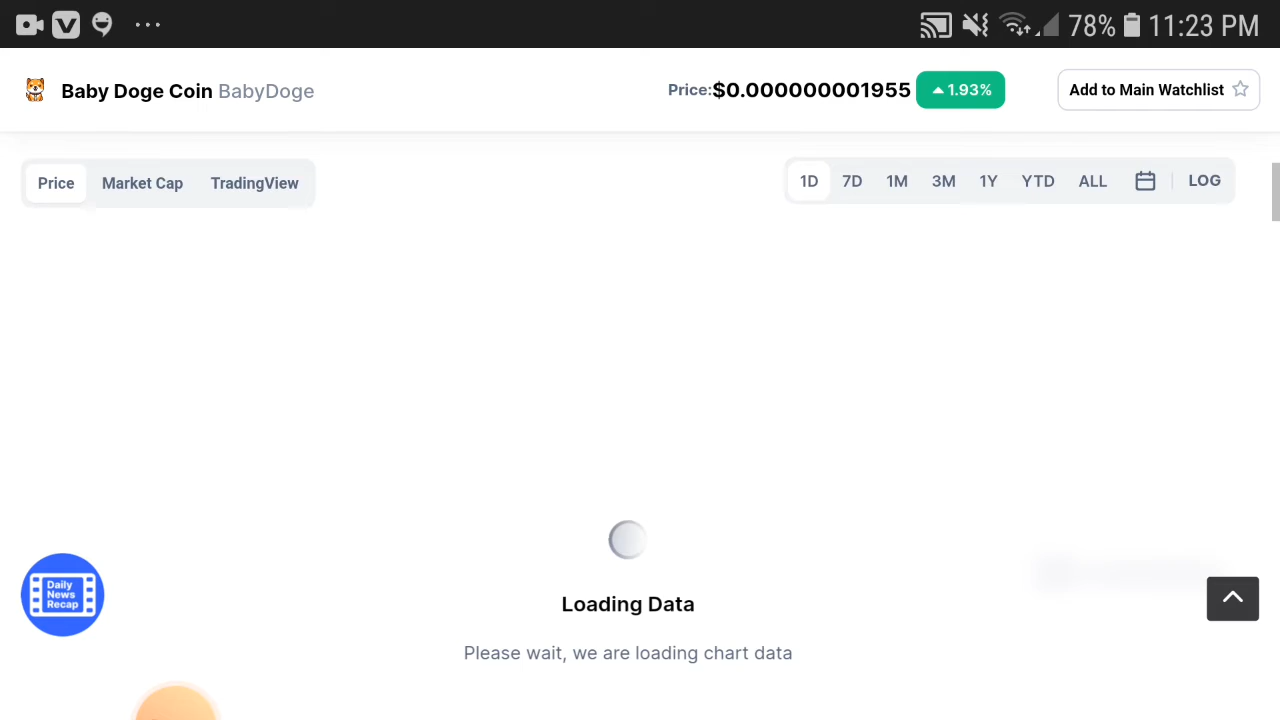 78% 11:23 PM
Baby Doge Coin BabyDoge
Price:$0.000000001955 1.93%
Add to Main Watchlist
Price Market Cap TradingView
1D 7D 1M 3M 1Y YTD ALL LOG
Daily
News
Recap
Loading Data
Please wait, we are loading chart data